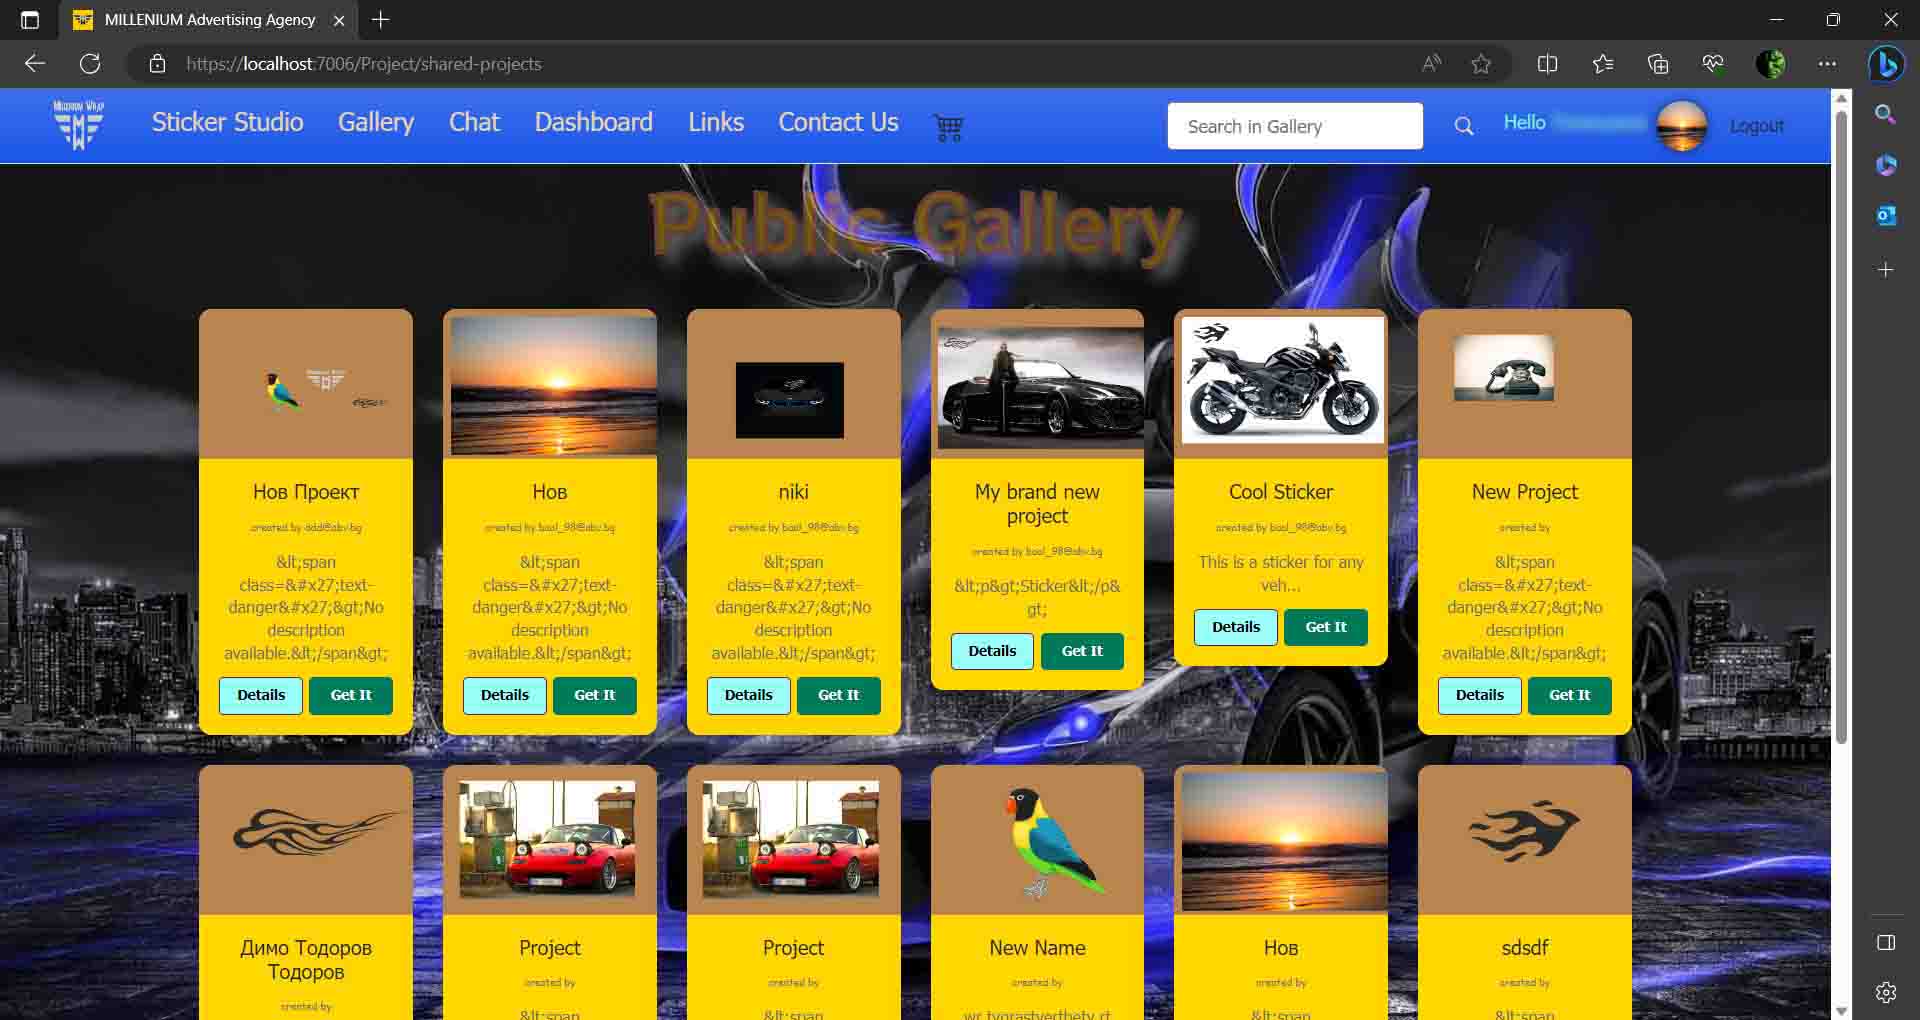 MILLENIUM Advertising Agency
https://localhost:7006/Project/shared-projects
MILLENIUM WRAP
Sticker Studio Gallery Chat Dashboard Links Contact Us
Search in Gallery
Hello
Logout
Public Gallery
Нов Проект
created by ddd@abv.bg
&lt;span
class=&#x27;text-
danger&#x27;&gt;No
description
available.&lt;/span&gt;
Details Get It
Нов
created by baal_98@abv.bg
&lt;span
class=&#x27;text-
danger&#x27;&gt;No
description
available.&lt;/span&gt;
Details Get It
niki
created by baal_98@abv.bg
&lt;span
class=&#x27;text-
danger&#x27;&gt;No
description
available.&lt;/span&gt;
Details Get It
My brand new
project
created by baal_98@abv.bg
&lt;p&gt;Sticker&lt;/p&
gt;
Details Get It
Cool Sticker
created by baal_98@abv.bg
This is a sticker for any
veh...
Details Get It
New Project
created by
&lt;span
class=&#x27;text-
danger&#x27;&gt;No
description
available.&lt;/span&gt;
Details Get It
Димо Тодоров
Тодоров
created by
Project
created by
&lt;span
Project
created by
&lt;span
New Name
created by
Нов
created by
&lt;span
sdsdf
created by
&lt;span